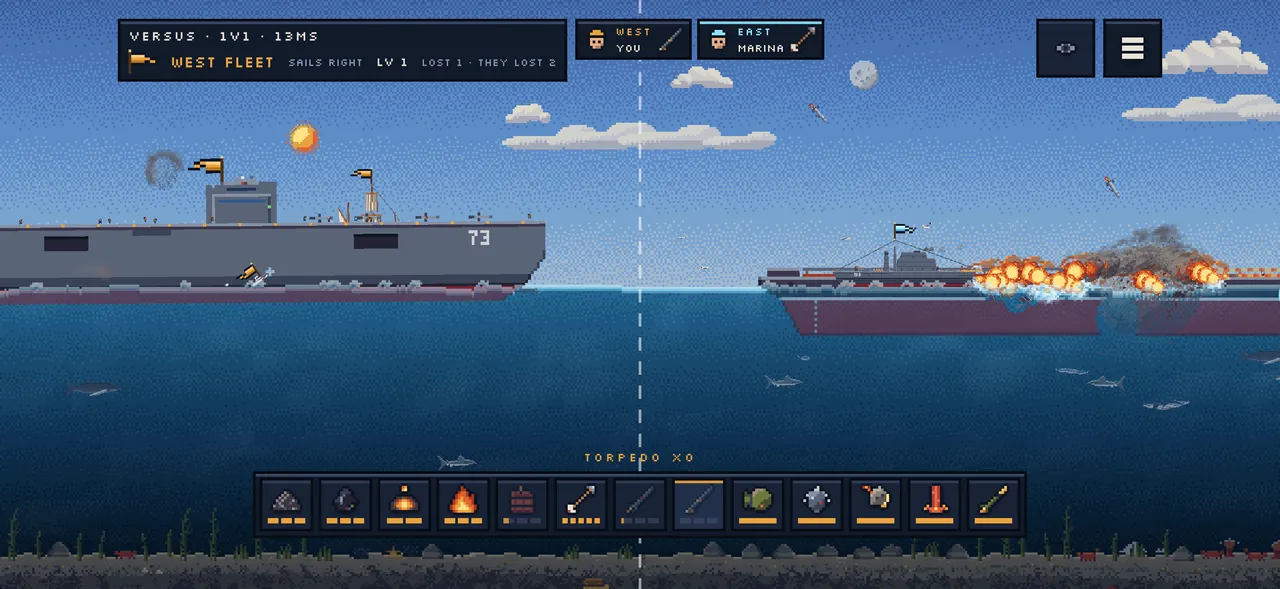 VERSUS · 1V1 · 13MS
WEST FLEET SAILS RIGHT LV 1 LOST 1 · THEY LOST 2
WEST
YOU
EAST
MARINA
73
TORPEDO X0